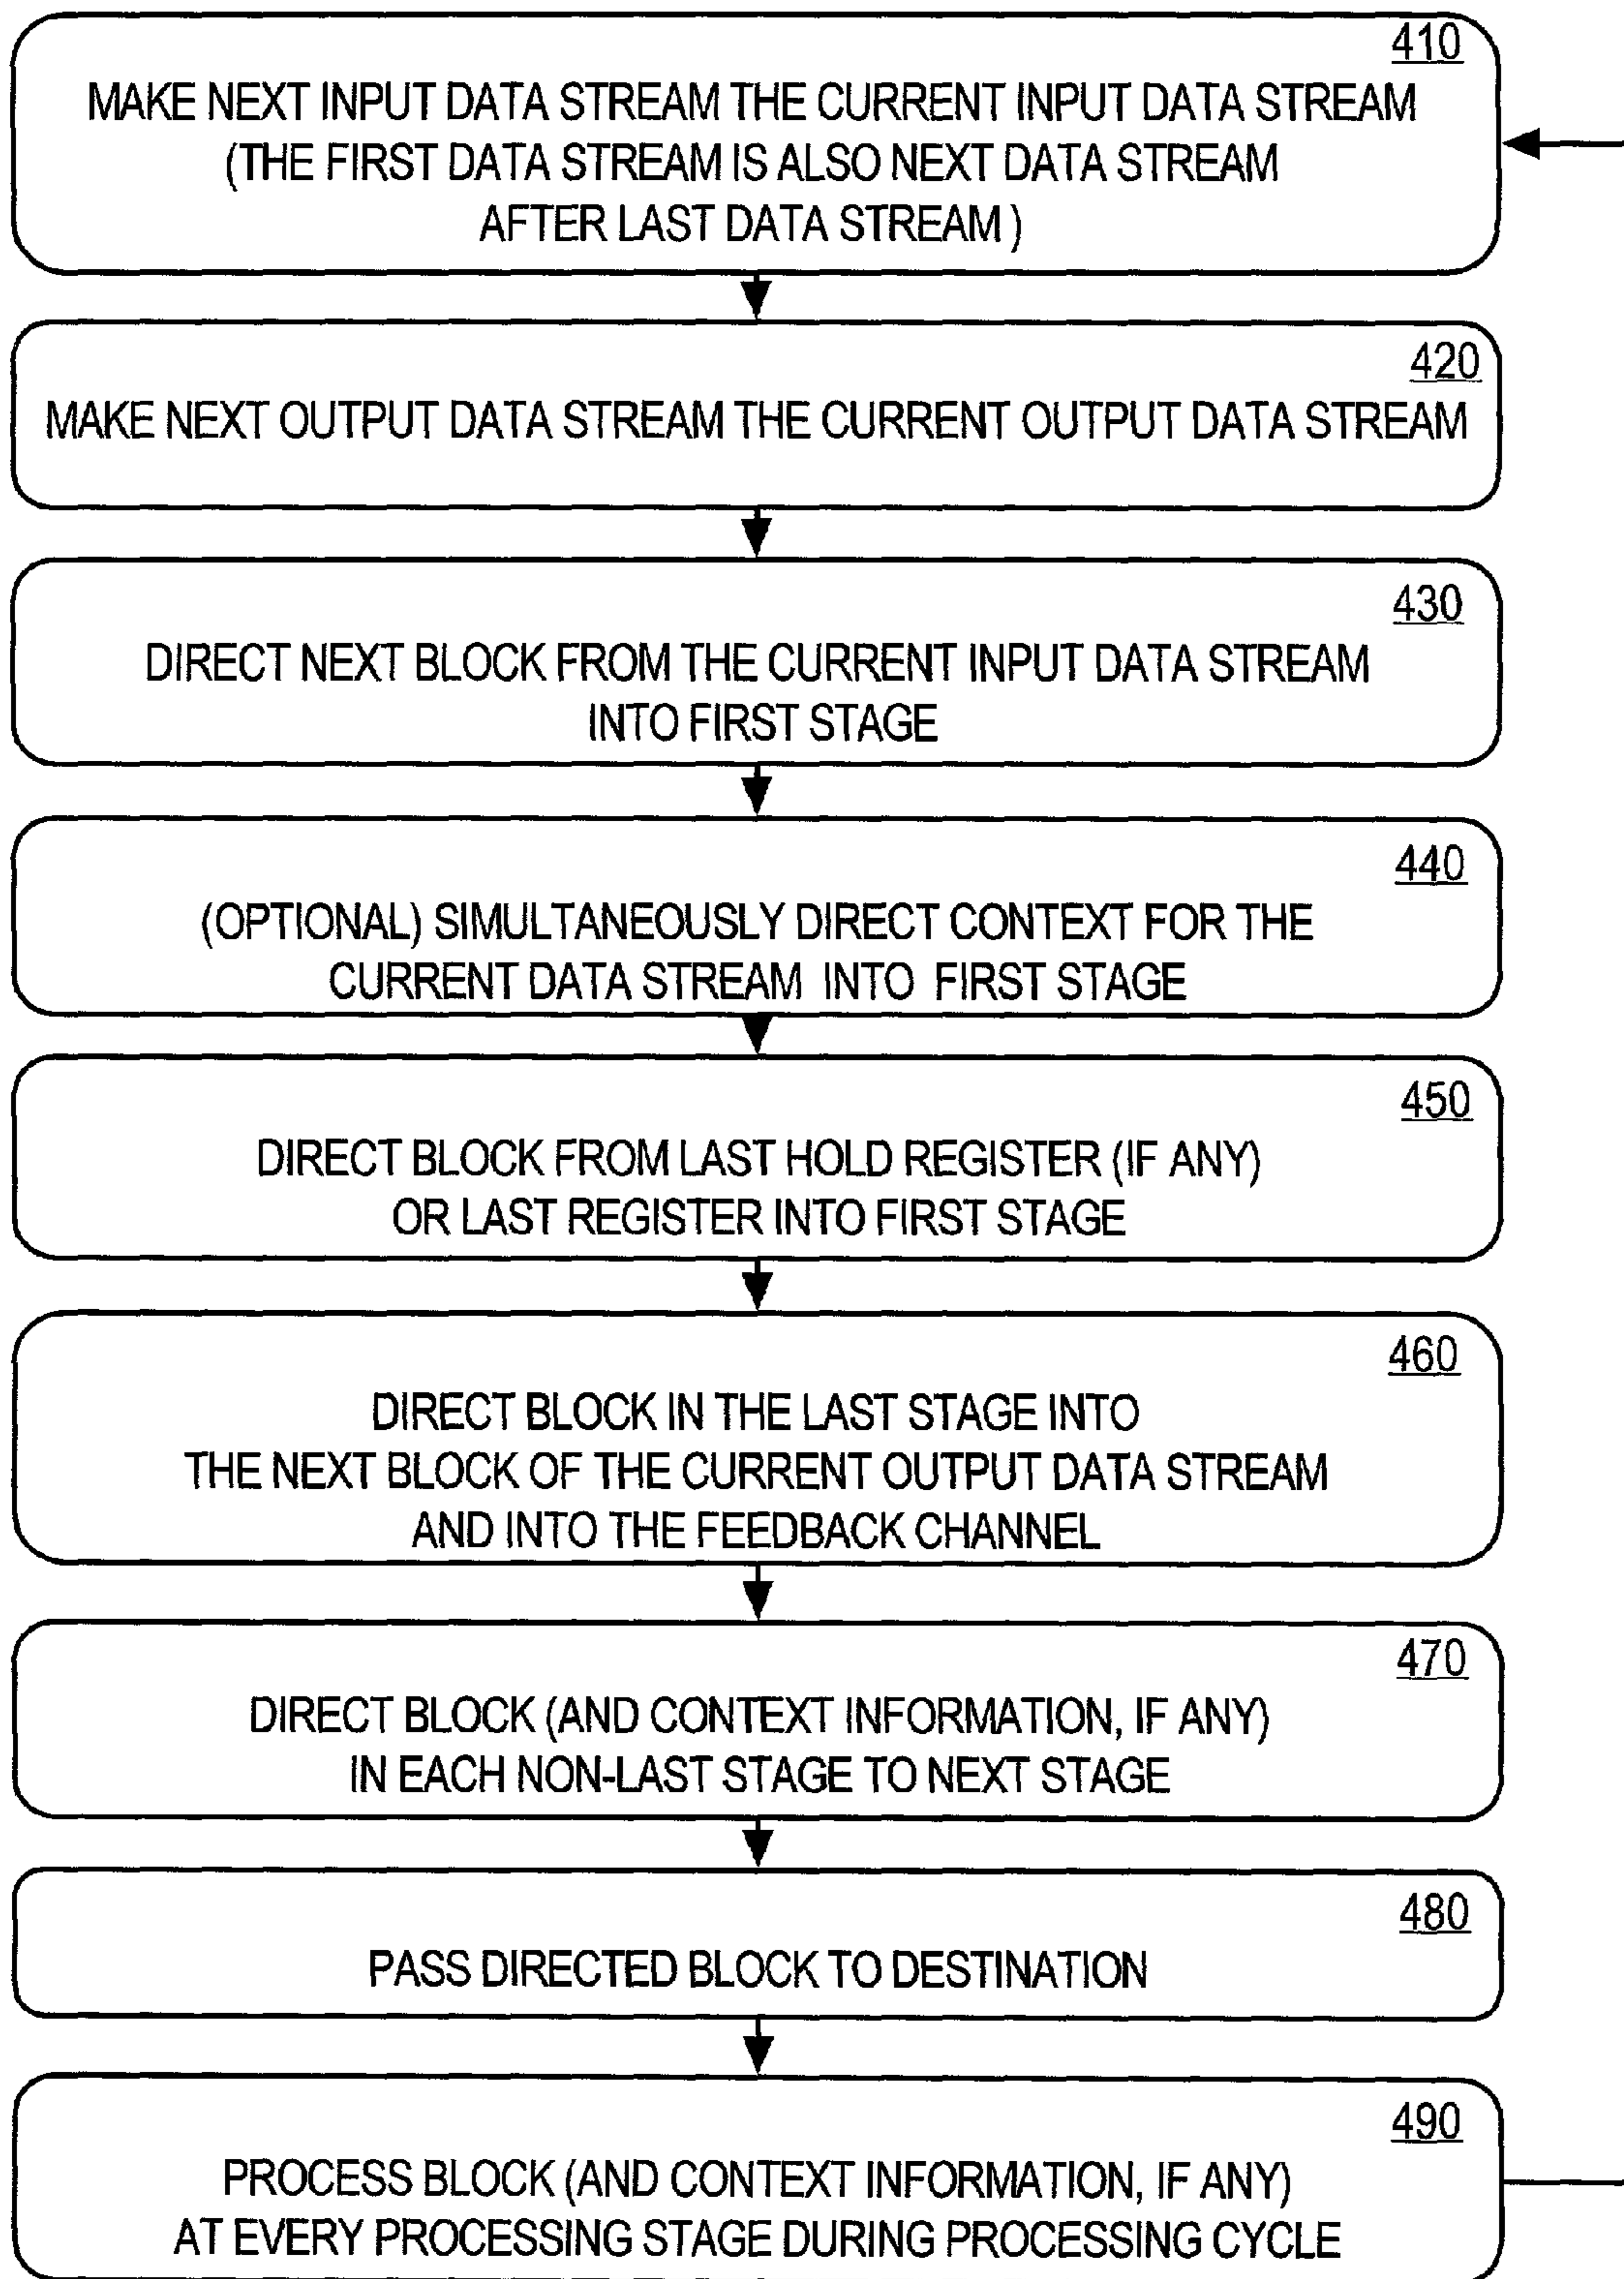 410
MAKE NEXT INPUT DATA STREAM THE CURRENT INPUT DATA STREAM
(THE FIRST DATA STREAM IS ALSO NEXT DATA STREAM
AFTER LAST DATA STREAM )
420
MAKE NEXT OUTPUT DATA STREAM THE CURRENT OUTPUT DATA STREAM
430
DIRECT NEXT BLOCK FROM THE CURRENT INPUT DATA STREAM
INTO FIRST STAGE
440
(OPTIONAL) SIMULTANEOUSLY DIRECT CONTEXT FOR THE
CURRENT DATA STREAM INTO FIRST STAGE
450
DIRECT BLOCK FROM LAST HOLD REGISTER (IF ANY)
OR LAST REGISTER INTO FIRST STAGE
460
DIRECT BLOCK IN THE LAST STAGE INTO
THE NEXT BLOCK OF THE CURRENT OUTPUT DATA STREAM
AND INTO THE FEEDBACK CHANNEL
470
DIRECT BLOCK (AND CONTEXT INFORMATION, IF ANY)
IN EACH NON-LAST STAGE TO NEXT STAGE
480
PASS DIRECTED BLOCK TO DESTINATION
490
PROCESS BLOCK (AND CONTEXT INFORMATION, IF ANY)
AT EVERY PROCESSING STAGE DURING PROCESSING CYCLE